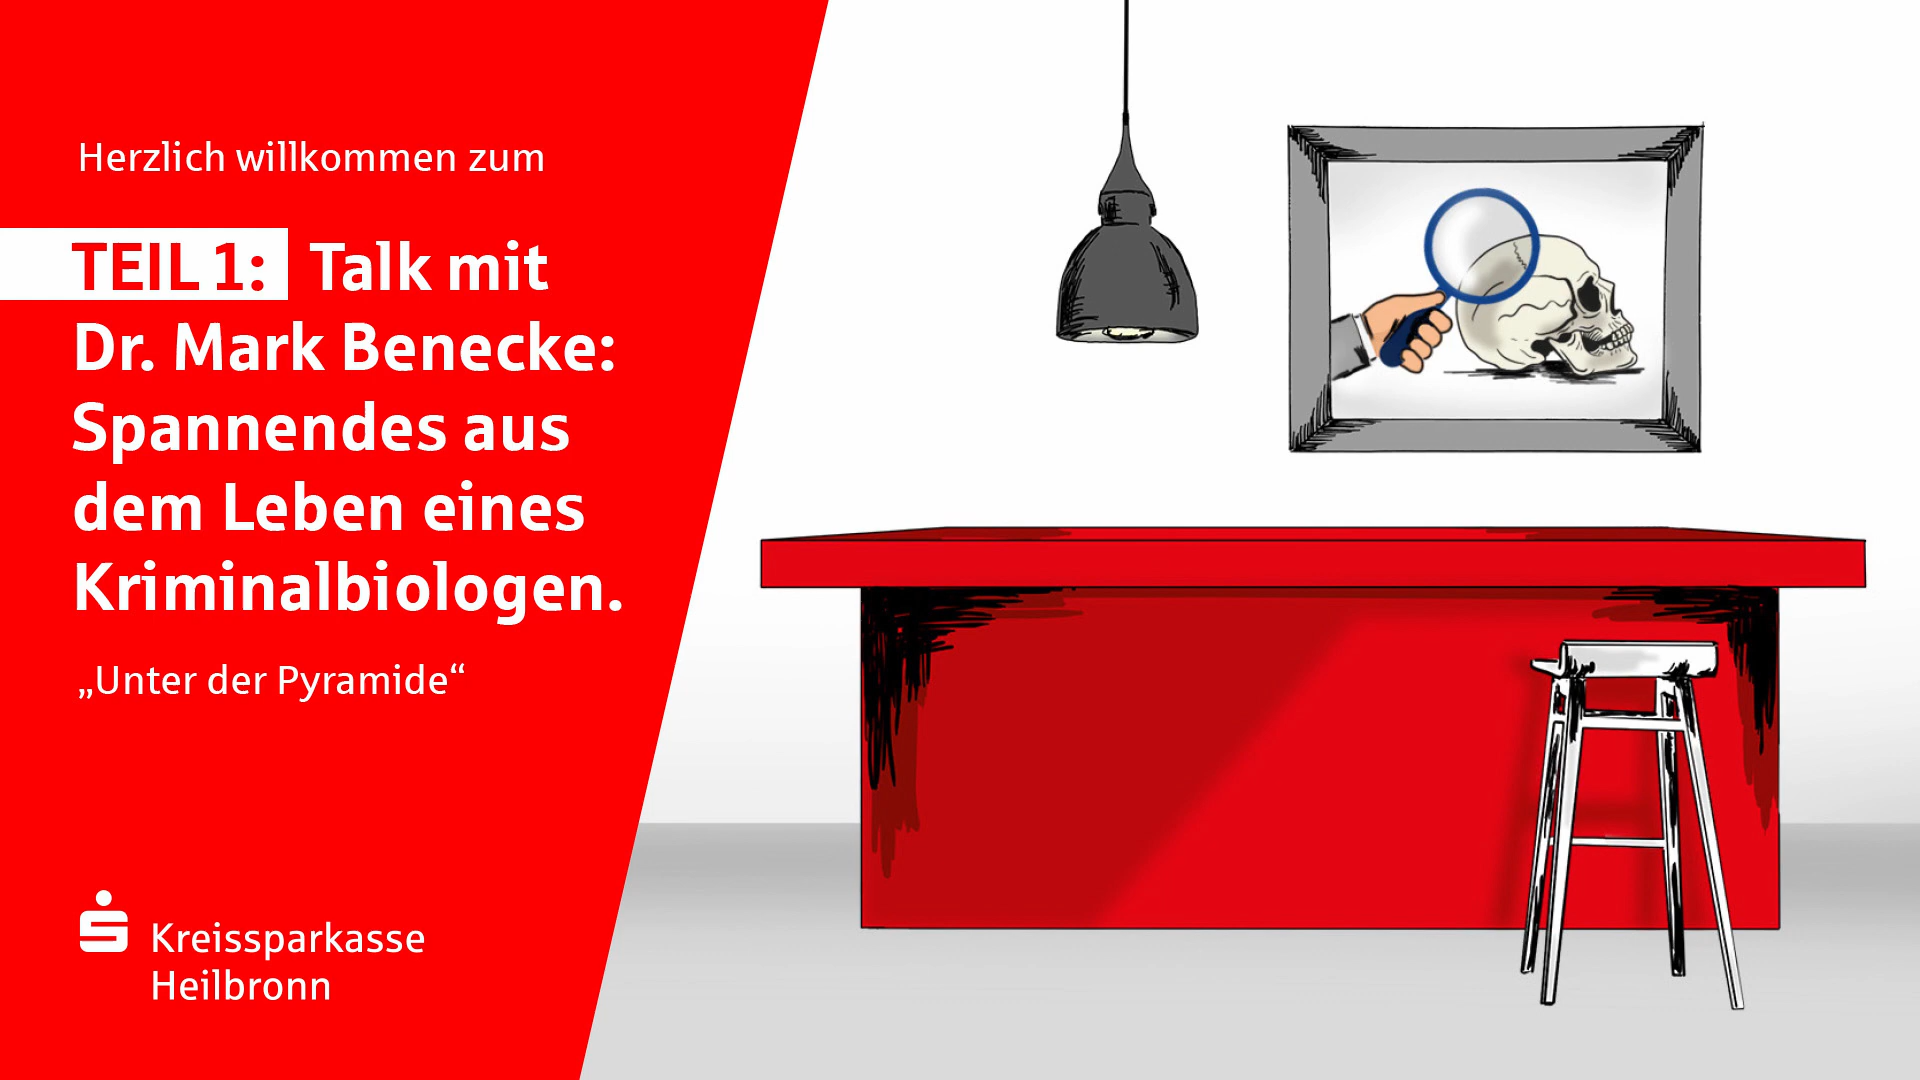 Herzlich willkommen zum
TEIL 1: Talk mit
Dr. Mark Benecke:
Spannendes aus
dem Leben eines
Kriminalbiologen.
„Unter der Pyramide“
Kreissparkasse
Heilbronn